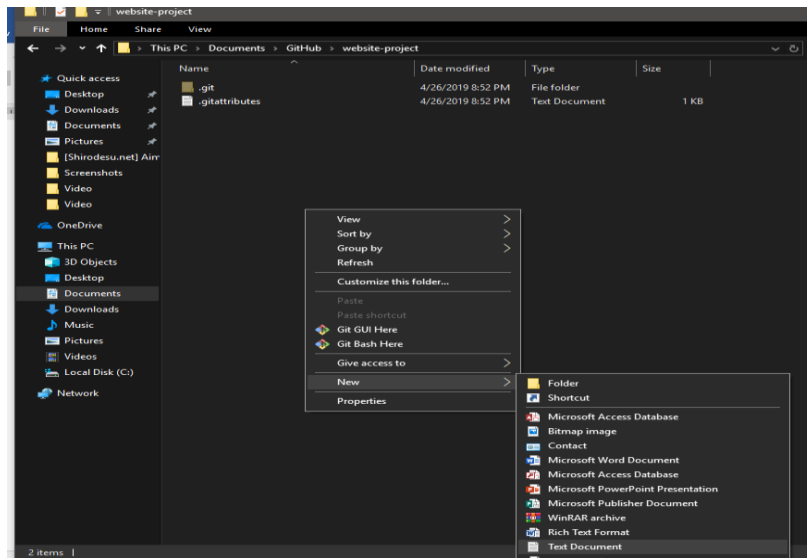 website-project
File Home Share View
This PC > Documents > GitHub > website-project
Name Date modified Type Size
.git 4/26/2019 8:52 PM File folder
.gitattributes 4/26/2019 8:52 PM Text Document 1 KB
Quick access
Desktop
Downloads
Documents
Pictures
[Shirodesu.net] Aim
Screenshots
Video
Video
OneDrive
This PC
3D Objects
Desktop
Documents
Downloads
Music
Pictures
Videos
Local Disk (C:)
Network
View
Sort by
Group by
Refresh
Customize this folder...
Paste
Paste shortcut
Git GUI Here
Git Bash Here
Give access to
New
Properties
Folder
Shortcut
Microsoft Access Database
Bitmap image
Contact
Microsoft Word Document
Microsoft Access Database
Microsoft PowerPoint Presentation
Microsoft Publisher Document
WinRAR archive
Rich Text Format
Text Document
2 items